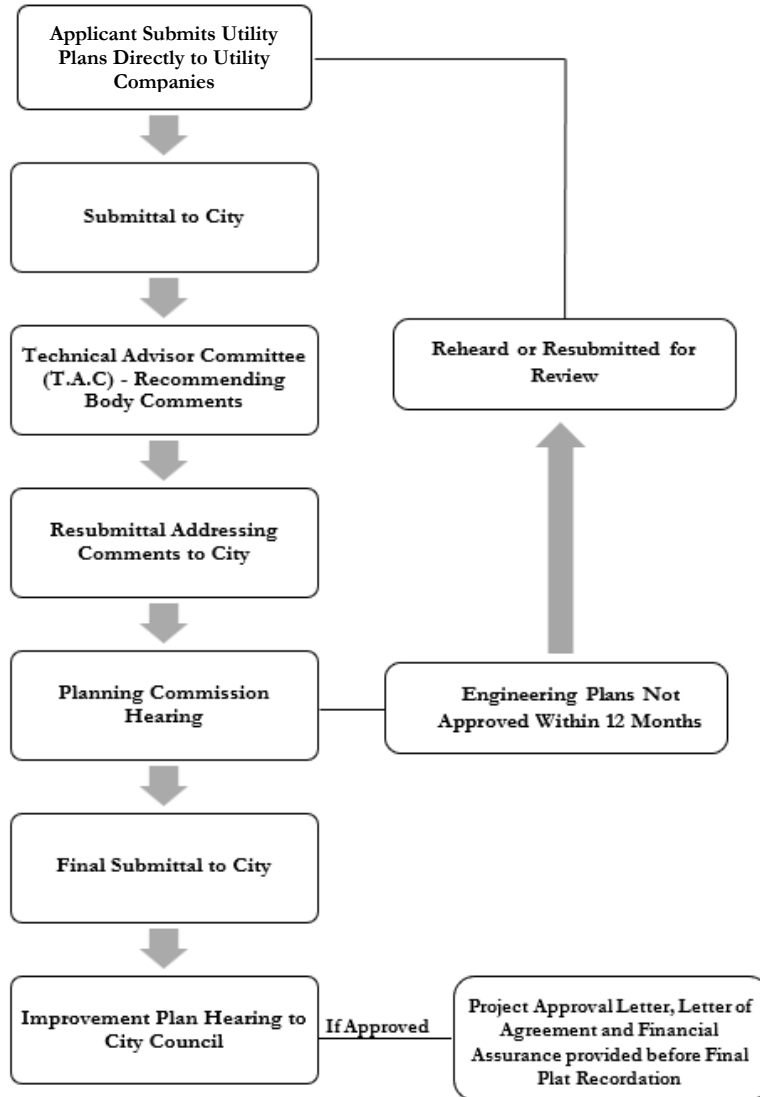 Applicant Submits Utility
Plans Directly to Utility
Companies
Submittal to City
Technical Advisor Committee
(T.A.C) - Recommending
Body Comments
Reheard or Resubmitted for
Review
Resubmittal Addressing
Comments to City
Planning Commission
Hearing
Engineering Plans Not
Approved Within 12 Months
Final Submittal to City
Improvement Plan Hearing to
City Council
If Approved
Project Approval Letter, Letter of
Agreement and Financial
Assurance provided before Final
Plat Recordation